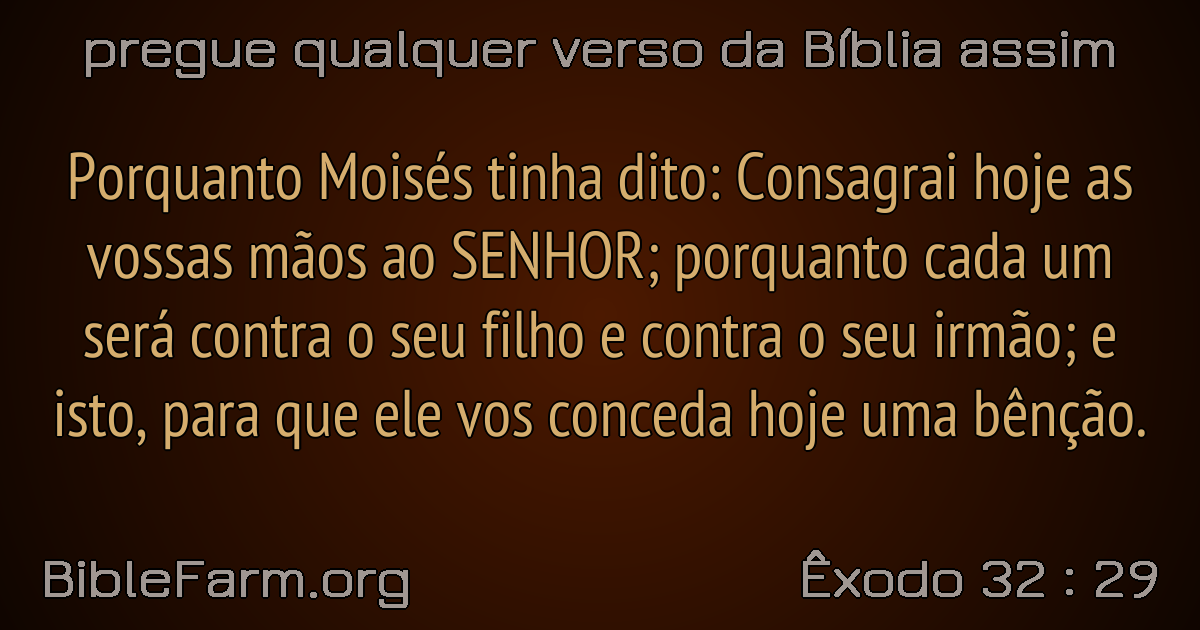 pregue qualquer verso da Bíblia assim
Porquanto Moisés tinha dito: Consagrai hoje as
vossas mãos ao SENHOR; porquanto cada um
será contra o seu filho e contra o seu irmão; e
isto, para que ele vos conceda hoje uma bênção.
BibleFarm.org
Êxodo 32 : 29